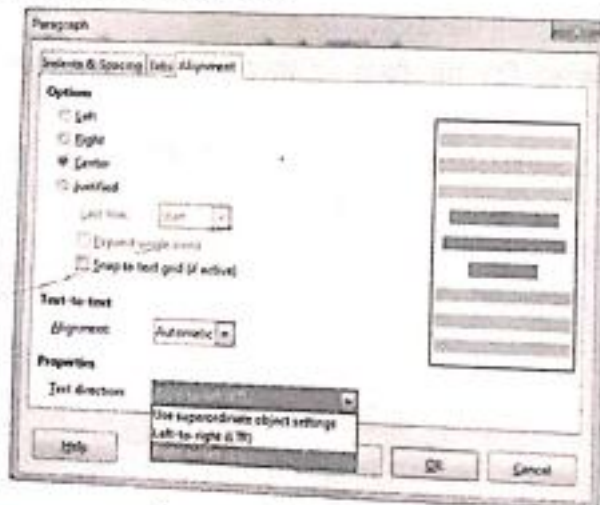 Paragraph
Indents & Spacing Tabs Alignment
Options
Left
Right
Center
Justified
Last line: Start
Expand single word
Snap to text grid (if active)
Text-to-text
Alignment: Automatic
Properties
Text direction:
Use superordinate object settings
Left-to-right (LTR)
Help OK Cancel